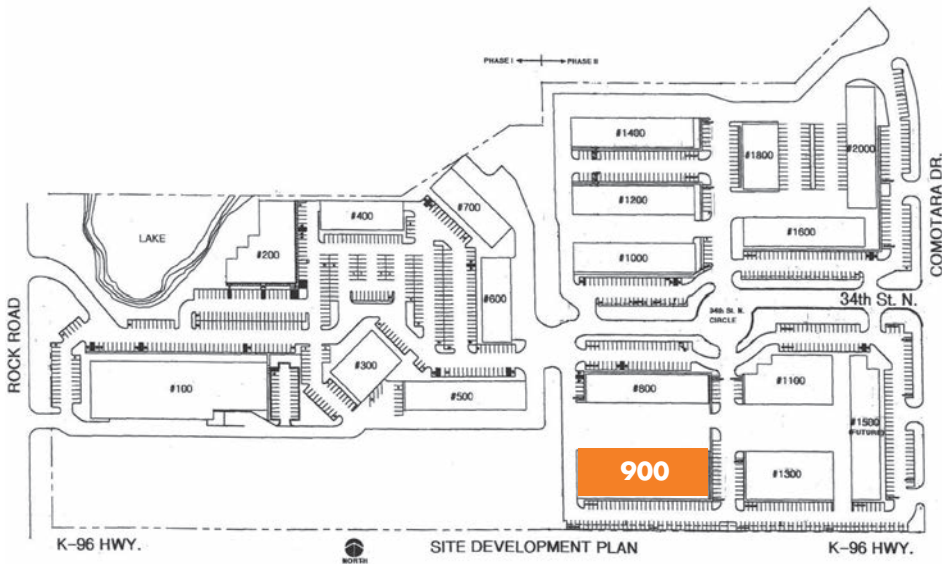 PHASE I
PHASE II
#1400
#1800
#2000
#700
#1200
#400
LAKE
#200
#1600
#1000
COMOTARA DR.
#600
34th St. N.
34th St. N.
CIRCLE
ROCK ROAD
#300
#100
#500
#800
#1100
#1500
(FUTURE)
900
#1300
K-96 HWY.
NORTH
SITE DEVELOPMENT PLAN
K-96 HWY.